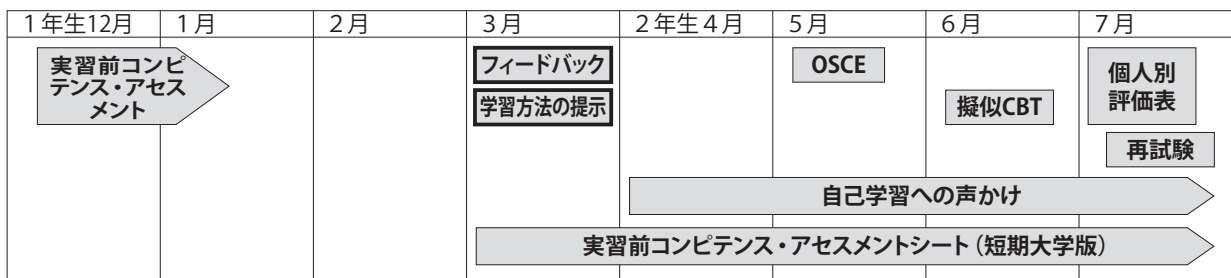 1年生12月 1月 2月 3月 2年生4月 5月 6月 7月
実習前コンピ
テンス・アセス
メント
フィードバック
学習方法の提示
OSCE
擬似CBT
個人別
評価表
再試験
自己学習への声かけ
実習前コンピテンス・アセスメントシート（短期大学版）